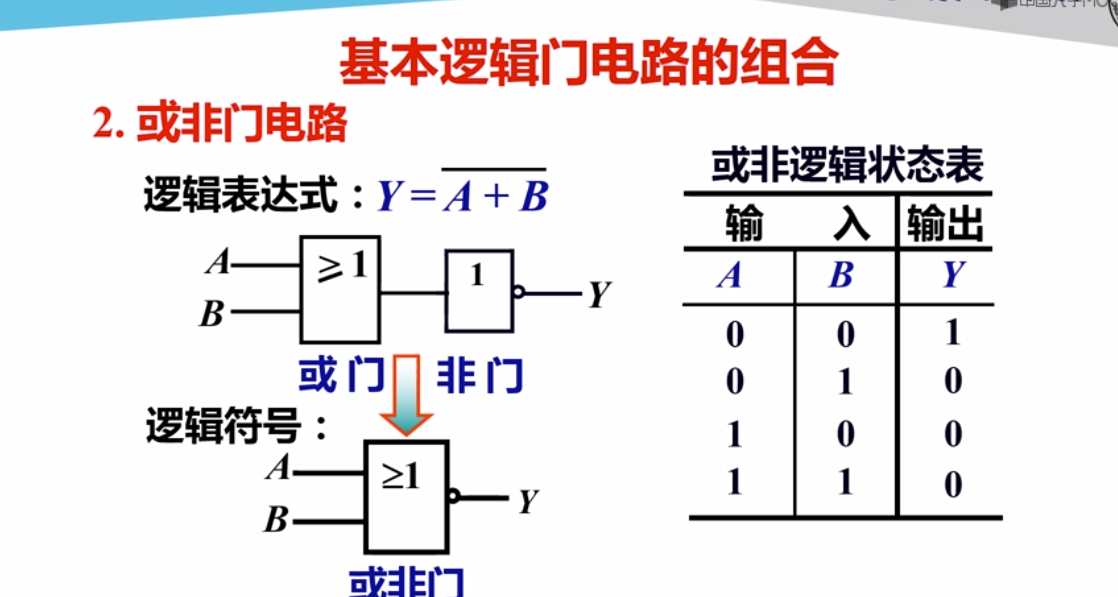 基本逻辑门电路的组合
2. 或非门电路
逻辑表达式：Y = \overline{A + B}
A
≥1
1
B
Y
或门
非门
逻辑符号：
A
≥1
B
Y
或非门
或非逻辑状态表
输 入 输出
A B Y
0 0 1
0 1 0
1 0 0
1 1 0